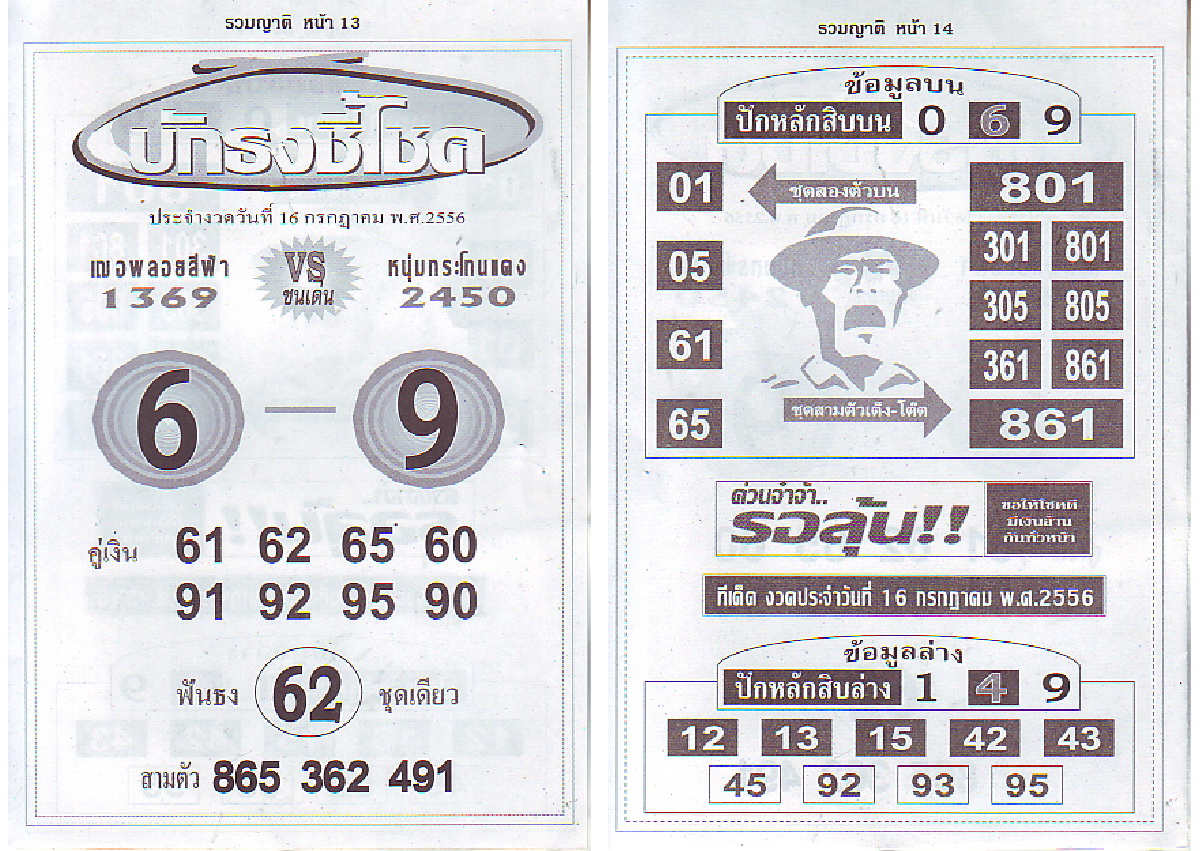 รวมญาติ หน้า 13
ปักธงชี้โชค
ประจำงวดวันที่ 16 กรกฎาคม พ.ศ.2556
เฒ่าพลอยสีฟ้า VS หนุ่มกระโทนแดง
1369 ชนเด่น 2450
6 – 9
คู่เงิน 61 62 65 60
91 92 95 90
ฟันธง 62 ชุดเดียว
สามตัว 865 362 491
รวมญาติ หน้า 14
ข้อมูลบน
ปักหลักสิบบน 0 6 9
01 ชุดสองตัวบน 801
301 801
05
305 805
61
361 861
65 ชุดสามตัวเต็ง-โต๊ด 861
ด่วนจ๋าจ๋า..
รอลุ้น!!
ขอให้โชคดี
มีเงินล้าน
กันทั่วหน้า
ทีเด็ด งวดประจำวันที่ 16 กรกฎาคม พ.ศ.2556
ข้อมูลล่าง
ปักหลักสิบล่าง 1 4 9
12 13 15 42 43
45 92 93 95